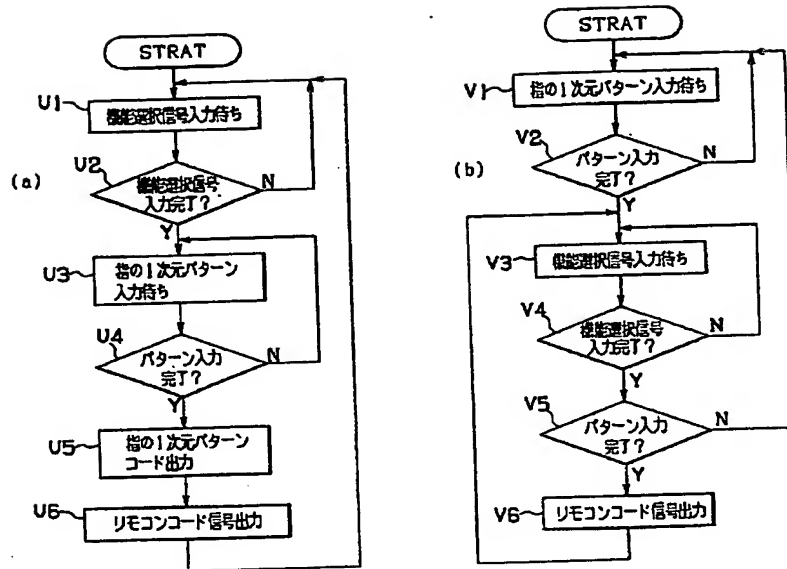 (a)
STRAT
U1
機能選択信号入力待ち
U2
機能選択信号
入力完了?
N
Y
U3
指の1次元パターン
入力待ち
U4
パターン入力
完了?
N
Y
U5
指の1次元パターン
コード出力
U6
リモコンコード信号出力
(b)
STRAT
V1
指の1次元パターン入力待ち
V2
パターン入力
完了?
N
Y
V3
機能選択信号入力待ち
V4
機能選択信号
入力完了?
N
Y
V5
パターン入力
完了?
N
Y
V6
リモコンコード信号出力